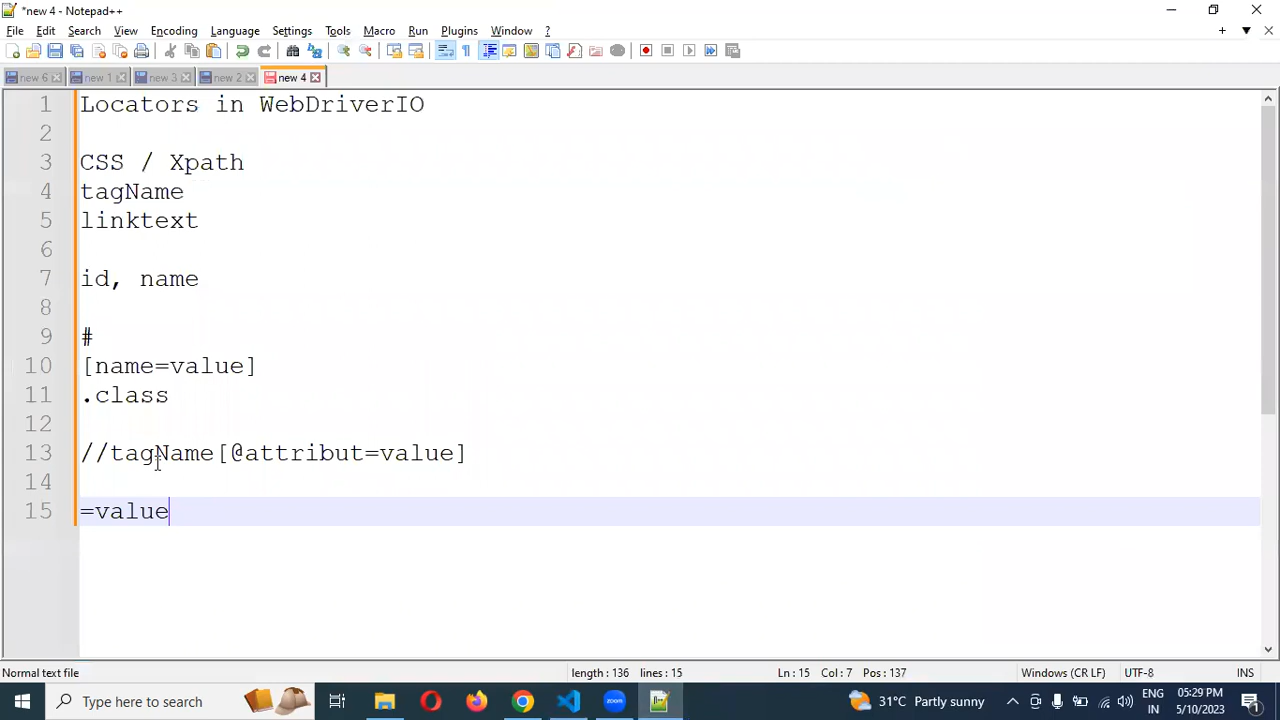 *new 4 - Notepad++
File Edit Search View Encoding Language Settings Tools Macro Run Plugins Window ?
new 6 new 1 new 3 new 2 new 4
1 Locators in WebDriverIO
2
3 CSS / Xpath
4 tagName
5 linktext
6
7 id, name
8
9 #
10 [name=value]
11 .class
12
13 //tagName[@attribut=value]
14
15 =value
Normal text file length : 136 lines : 15 Ln : 15 Col : 7 Pos : 137 Windows (CR LF) UTF-8 INS
Type here to search 31°C Partly sunny ENG IN 05:29 PM 5/10/2023 1